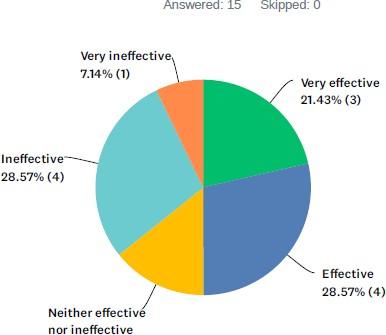 Answered: 15 Skipped: 0
Very ineffective
7.14% (1)
Very effective
21.43% (3)
Ineffective
28.57% (4)
Effective
28.57% (4)
Neither effective
nor ineffective